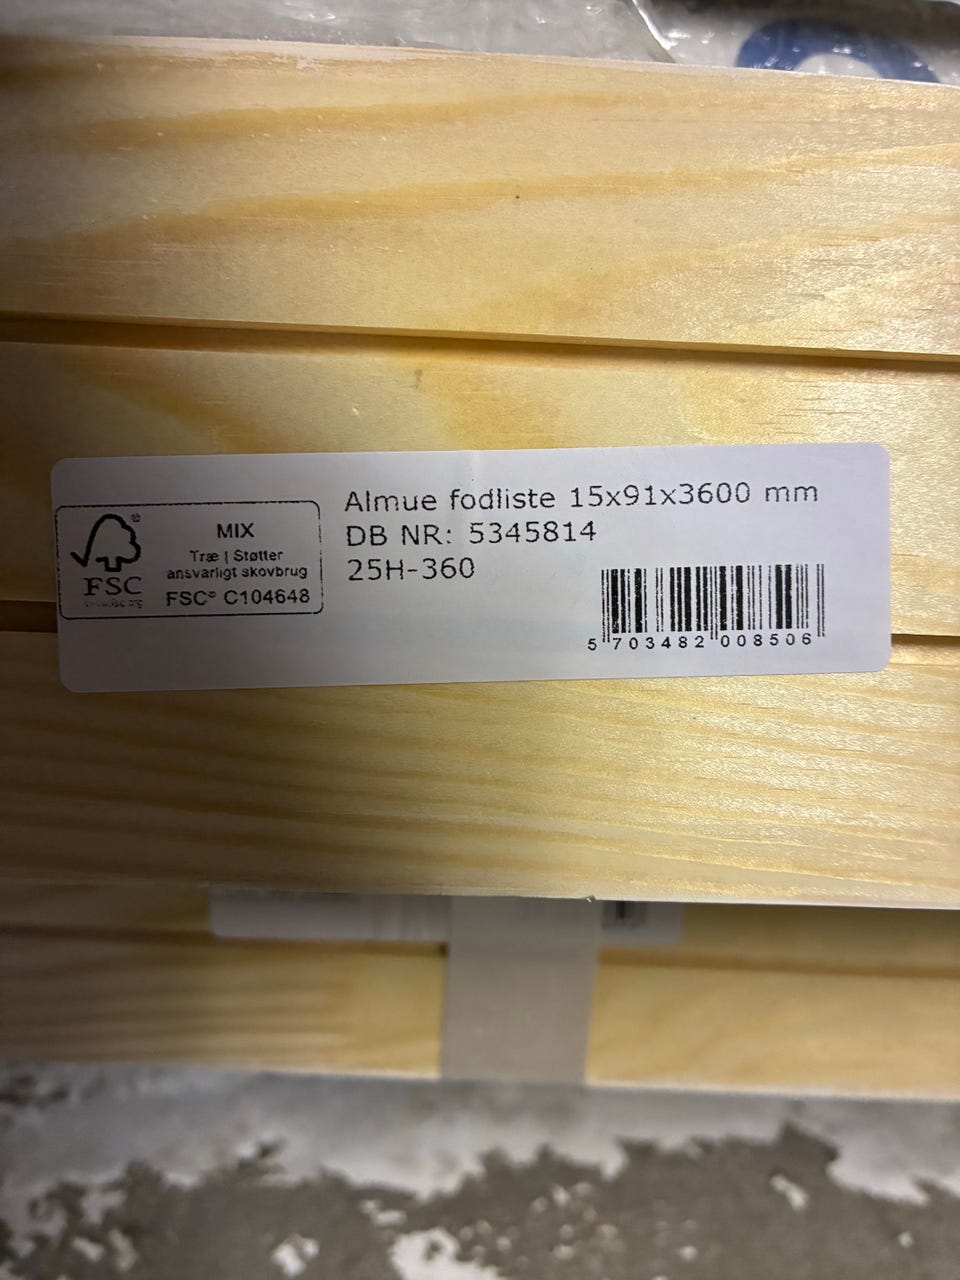 MIX
Træ | Støtter
ansvarligt skovbrug
FSC® C104648
FSC
Almue fodliste 15x91x3600 mm
DB NR: 5345814
25H-360
5 703482 008506